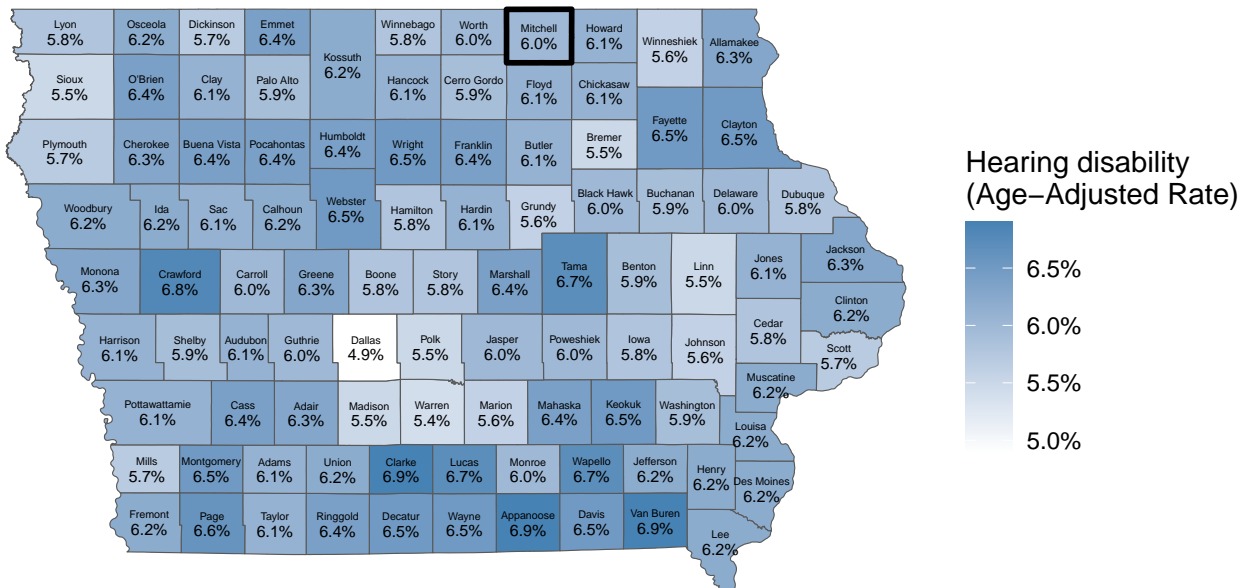 Lyon
5.8%
Osceola
6.2%
Dickinson
5.7%
Emmet
6.4%
Kossuth
6.2%
Winnebago
5.8%
Worth
6.0%
Mitchell
6.0%
Howard
6.1%
Winneshiek
5.6%
Allamakee
6.3%
Sioux
5.5%
O'Brien
6.4%
Clay
6.1%
Palo Alto
5.9%
Hancock
6.1%
Cerro Gordo
5.9%
Floyd
6.1%
Chickasaw
6.1%
Fayette
6.5%
Clayton
6.5%
Plymouth
5.7%
Cherokee
6.3%
Buena Vista
6.4%
Pocahontas
6.4%
Humboldt
6.4%
Wright
6.5%
Franklin
6.4%
Butler
6.1%
Bremer
5.5%
Woodbury
6.2%
Ida
6.2%
Sac
6.1%
Calhoun
6.2%
Webster
6.5%
Hamilton
5.8%
Hardin
6.1%
Grundy
5.6%
Black Hawk
6.0%
Buchanan
5.9%
Delaware
6.0%
Dubuque
5.8%
Monona
6.3%
Crawford
6.8%
Carroll
6.0%
Greene
6.3%
Boone
5.8%
Story
5.8%
Marshall
6.4%
Tama
6.7%
Benton
5.9%
Linn
5.5%
Jones
6.1%
Jackson
6.3%
Clinton
6.2%
Harrison
6.1%
Shelby
5.9%
Audubon
6.1%
Guthrie
6.0%
Dallas
4.9%
Polk
5.5%
Jasper
6.0%
Poweshiek
6.0%
Iowa
5.8%
Johnson
5.6%
Cedar
5.8%
Scott
5.7%
Muscatine
6.2%
Pottawattamie
6.1%
Cass
6.4%
Adair
6.3%
Madison
5.5%
Warren
5.4%
Marion
5.6%
Mahaska
6.4%
Keokuk
6.5%
Washington
5.9%
Louisa
6.2%
Mills
5.7%
Montgomery
6.5%
Adams
6.1%
Union
6.2%
Clarke
6.9%
Lucas
6.7%
Monroe
6.0%
Wapello
6.7%
Jefferson
6.2%
Henry
6.2%
Des Moines
6.2%
Fremont
6.2%
Page
6.6%
Taylor
6.1%
Ringgold
6.4%
Decatur
6.5%
Wayne
6.5%
Appanoose
6.9%
Davis
6.5%
Van Buren
6.9%
Lee
6.2%
Hearing disability
(Age−Adjusted Rate)
6.5%
6.0%
5.5%
5.0%